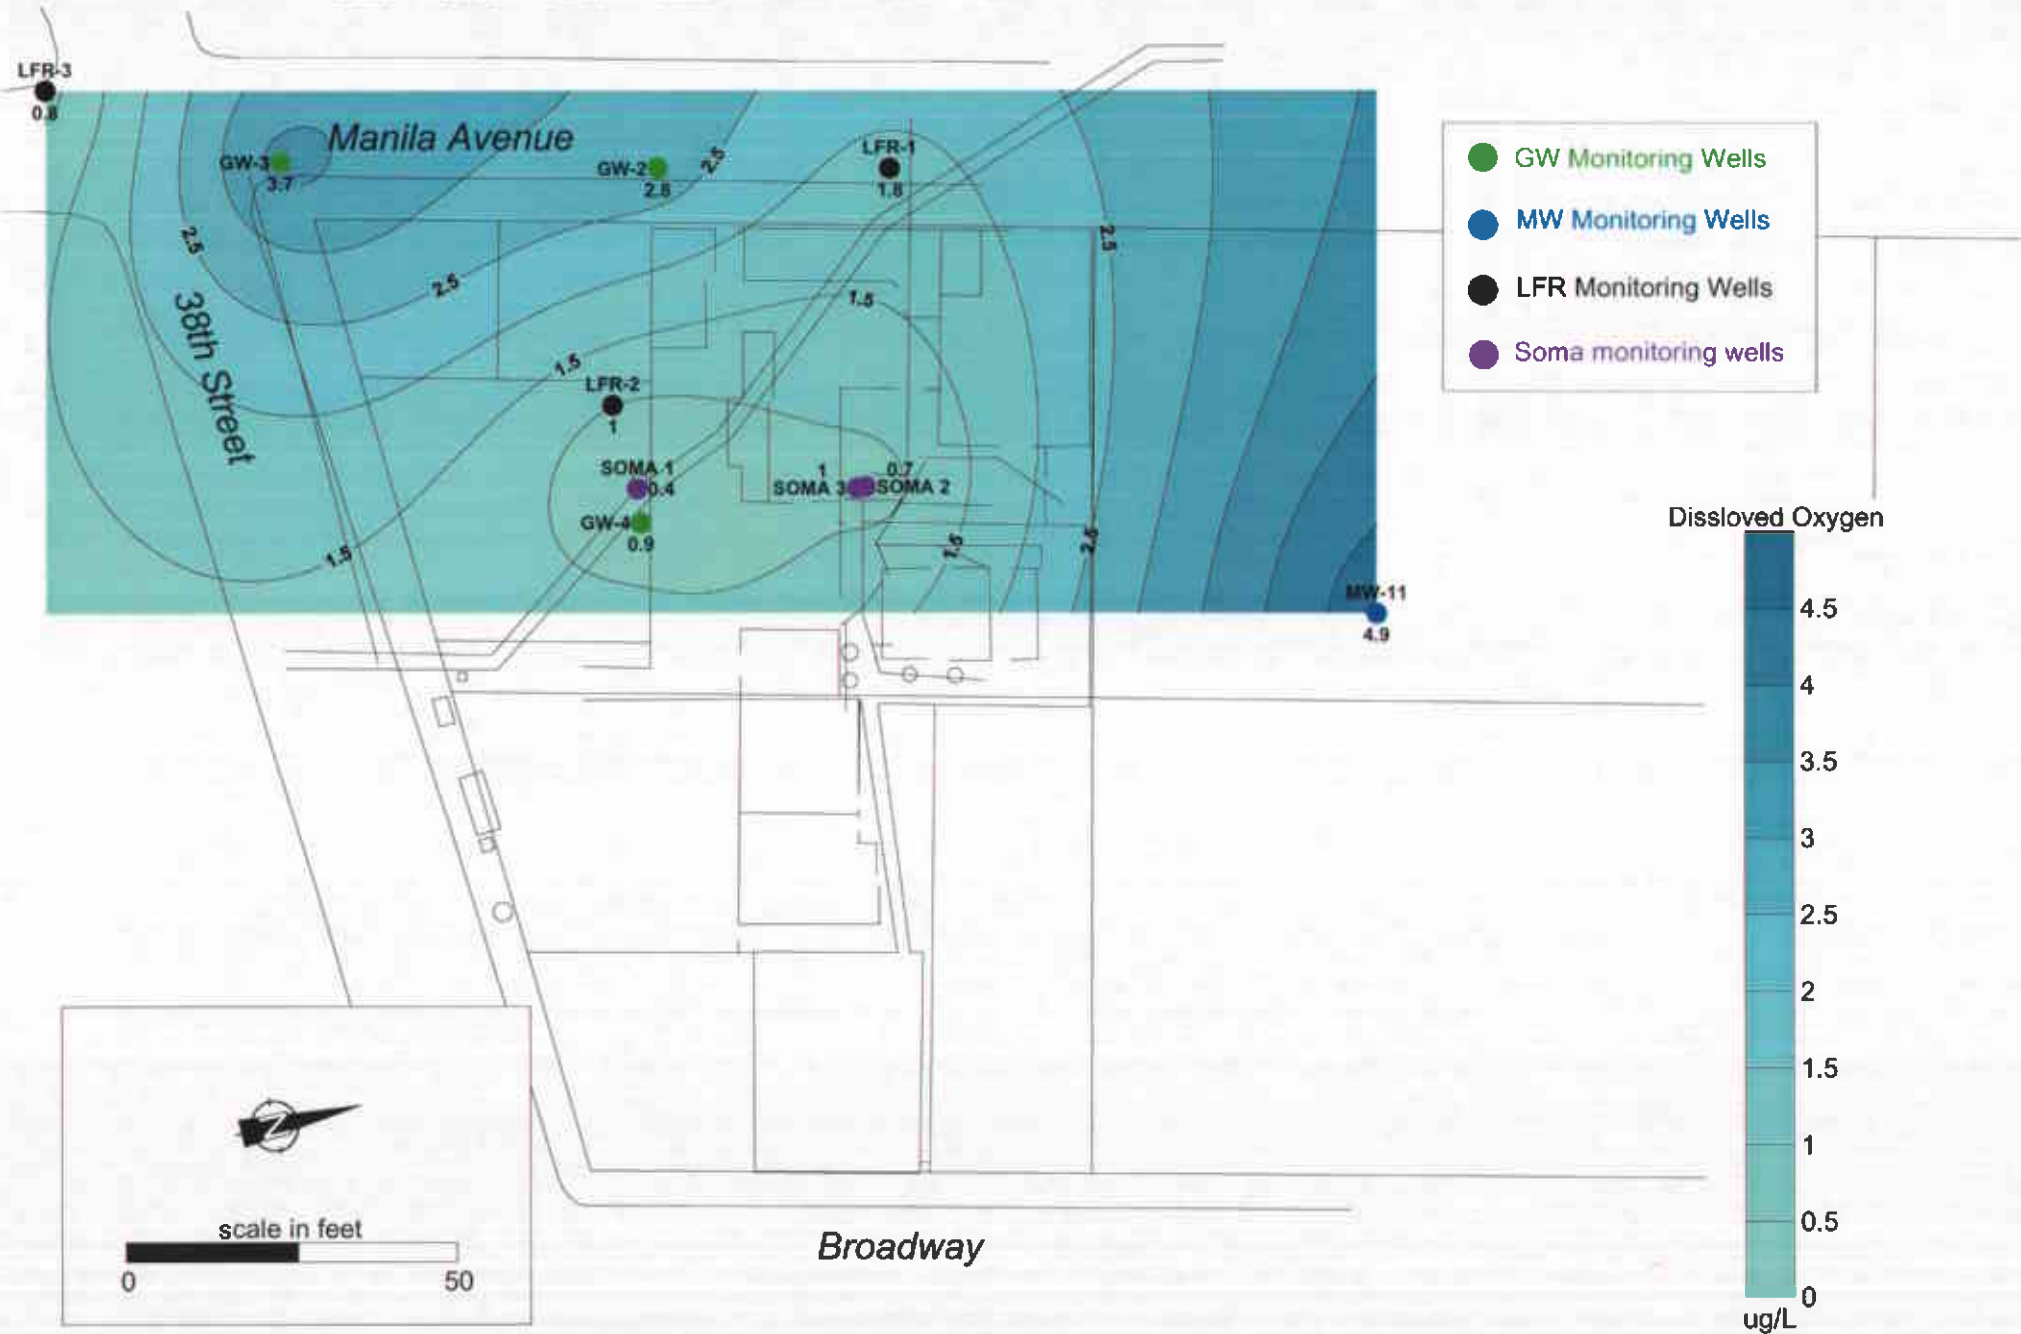 LFR-3
0.8
Manila Avenue
GW-3
3.7
GW-2
2.8
2.5
LFR-1
1.8
2.5
2.5
2.5
38th Street
1.5
1.5
LFR-2
1
SOMA 1
0.4
1
0.7
SOMA 3
SOMA 2
GW-4
0.9
1.5
1.5
2.5
MW-11
4.9
GW Monitoring Wells
MW Monitoring Wells
LFR Monitoring Wells
Soma monitoring wells
Dissloved Oxygen
4.5
4
3.5
3
2.5
2
1.5
1
0.5
0
ug/L
Z
scale in feet
0 50
Broadway